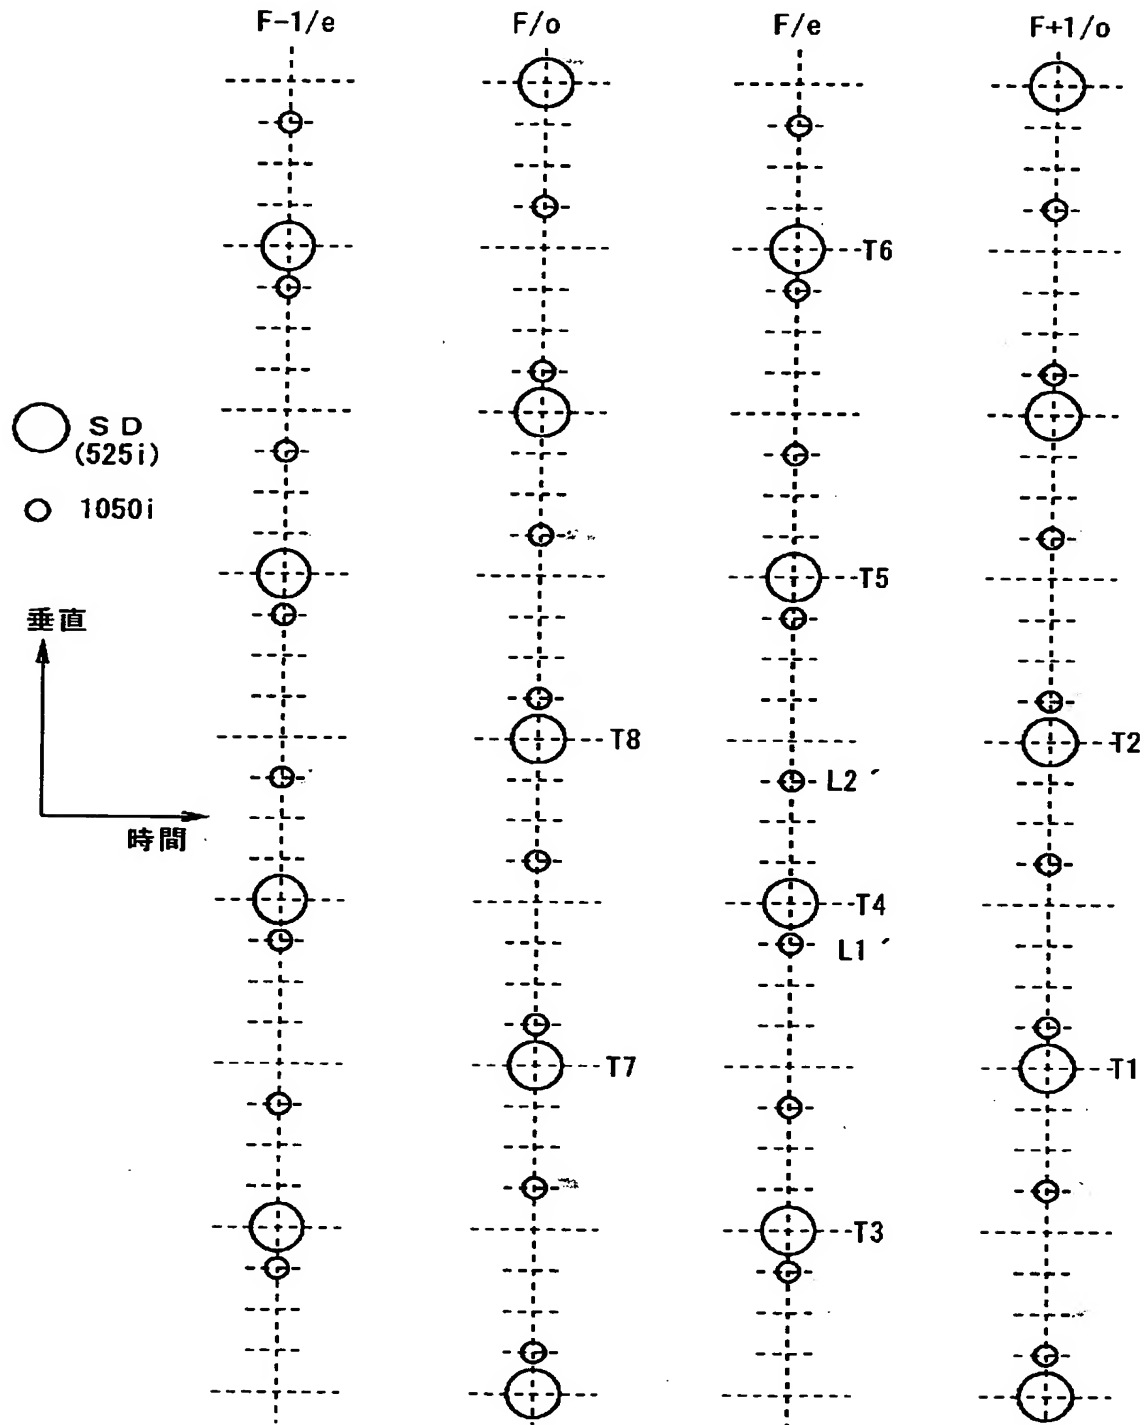 F-1/e F/o F/e F+1/o
T6
SD
(525i)
1050i
T5
垂直
T8
T2
L2´
時間
T4
L1´
T7
T1
T3